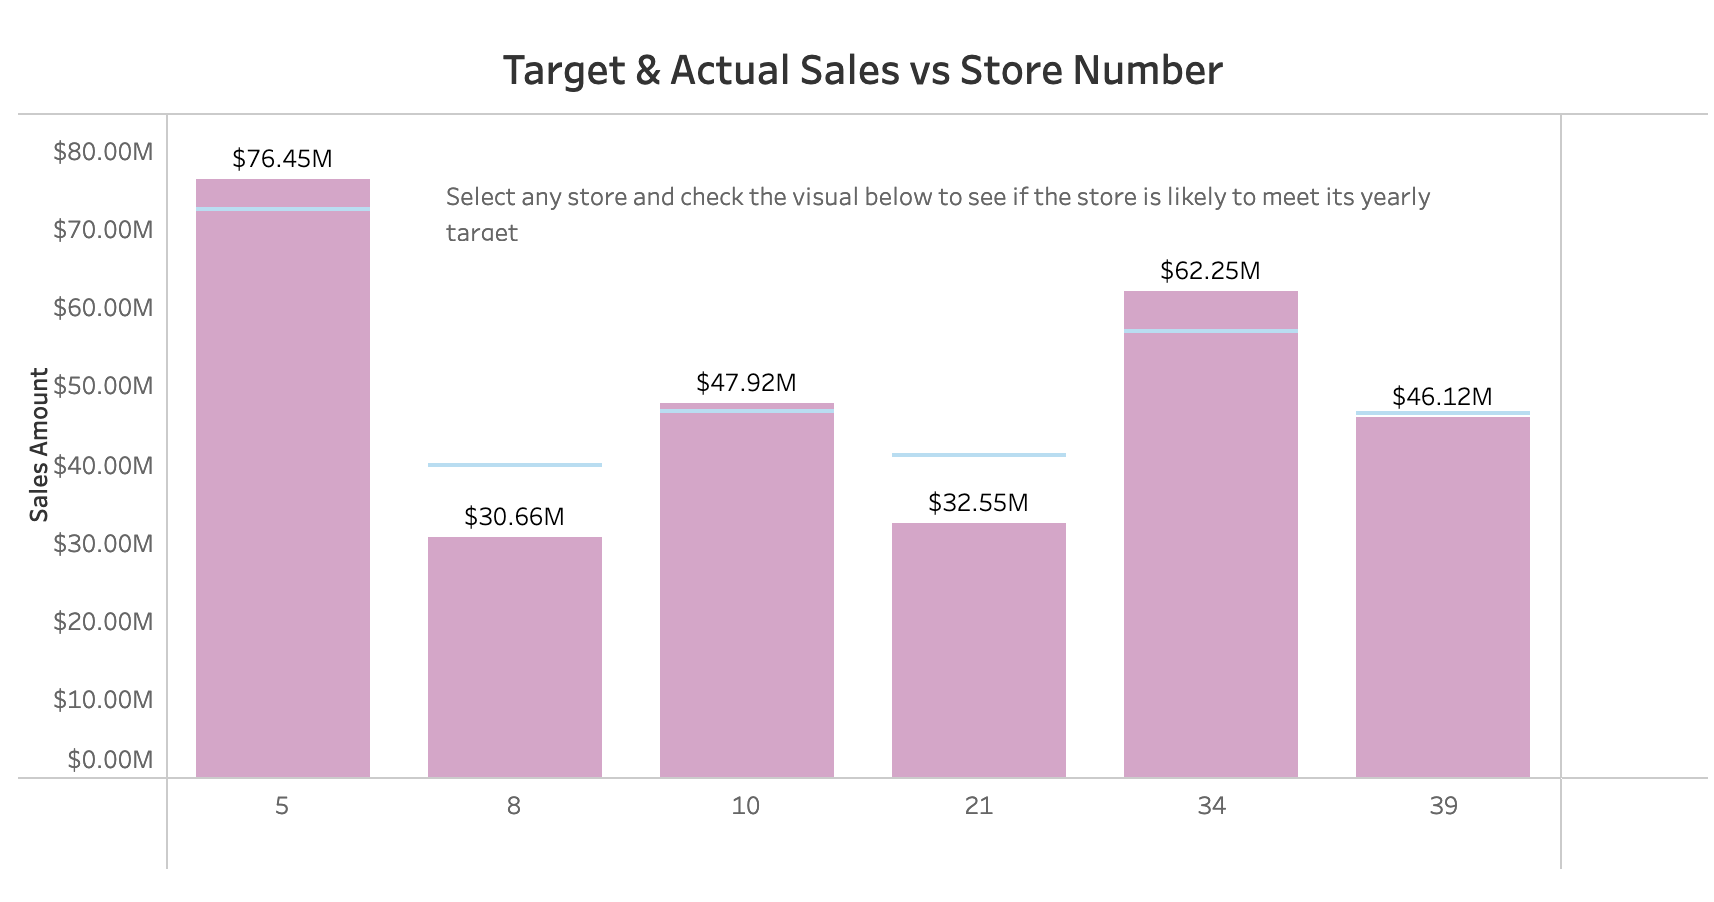 Target & Actual Sales vs Store Number
$80.00M
$76.45M
Select any store and check the visual below to see if the store is likely to meet its yearly
target
$70.00M
$62.25M
$60.00M
$50.00M
$47.92M
$46.12M
Sales Amount
$40.00M
$32.55M
$30.66M
$30.00M
$20.00M
$10.00M
$0.00M
5 8 10 21 34 39